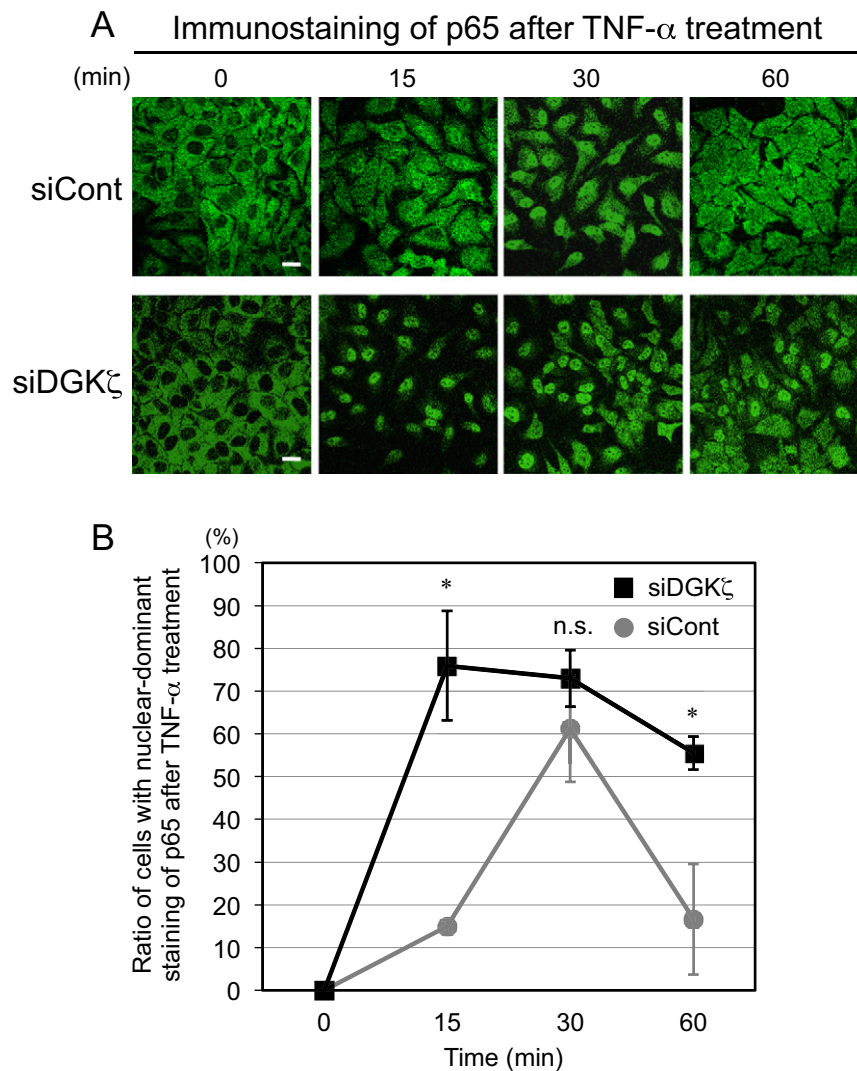 A
Immunostaining of p65 after TNF-α treatment
(min)
0
15
30
60
siCont
siDGKζ
B
(%)
Ratio of cells with nuclear-dominant
staining of p65 after TNF-α treatment
100
90
80
70
60
50
40
30
20
10
0
*
n.s.
*
siDGKζ
siCont
0
15
30
60
Time (min)